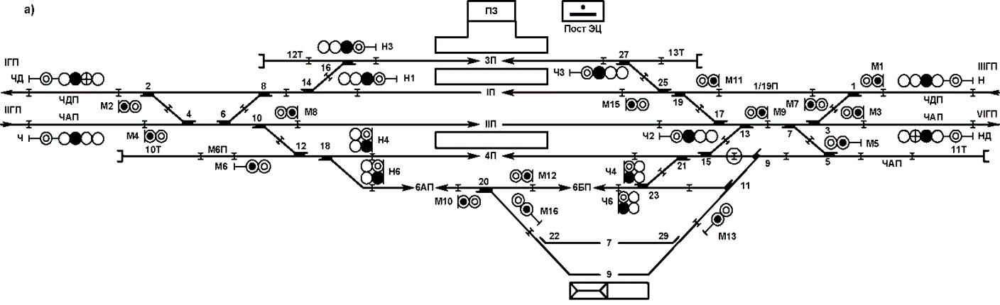 а)
ПЗ
Пост ЭЦ
Н3
12Т
3П
27
13Т
IГП
16
IIIГП
ЧД
Н1
Ч3
М11
М1
Н
14
25
2
8
IП
1/19П
1
ЧДП
19
ЧДП
М2
М15
М7
IIГП
ЧАП
М8
М9
М3
ЧАП
VIГП
4
6
10
IIП
17
13
7
3
Ч
М4
Н4
Ч2
М5
НД
10Т
М6П
12
18
4П
15
9
5
11Т
21
ЧАП
М6
Н6
М12
Ч4
6АП
20
6БП
23
11
М10
Ч6
М16
М13
22
7
29
9